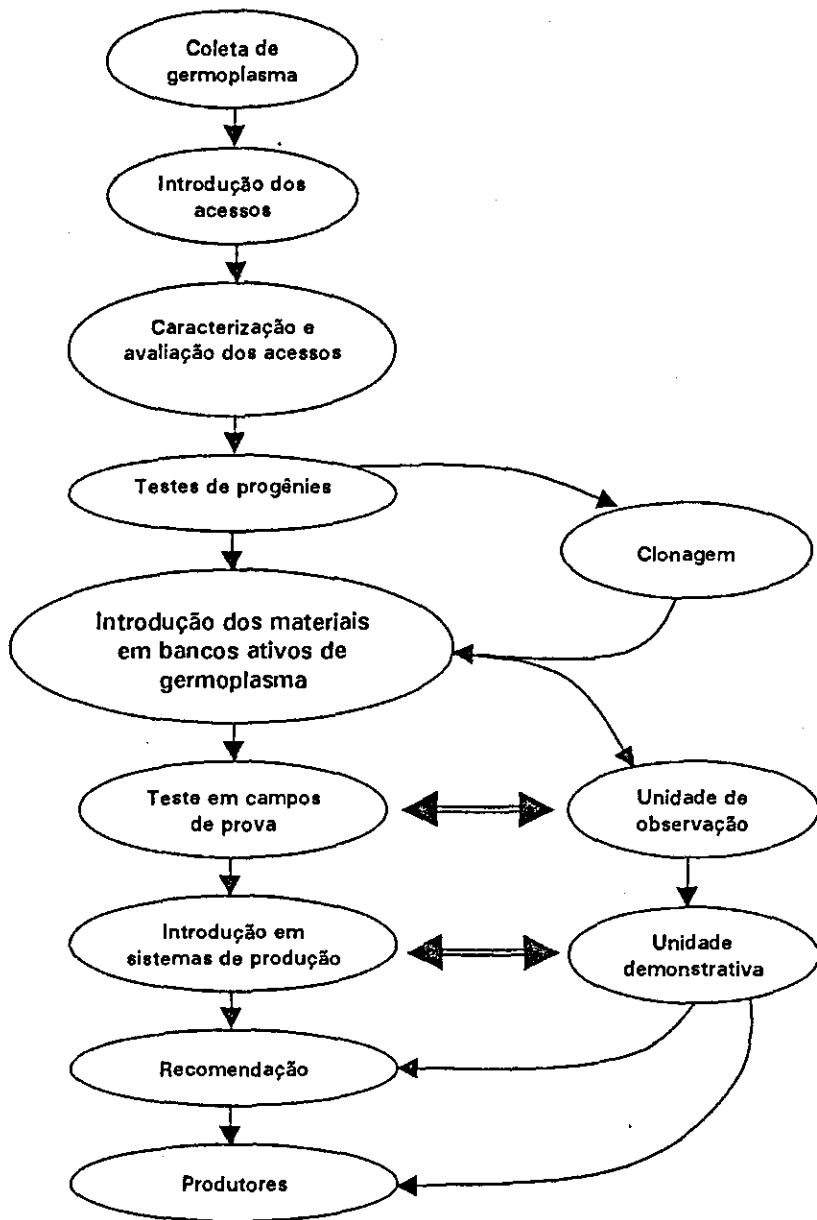 Coleta de
germoplasma
Introdução dos
acessos
Caracterização e
avaliação dos acessos
Testes de progênies
Clonagem
Introdução dos materiais
em bancos ativos de
germoplasma
Teste em campos
de prova
Unidade de
observação
Introdução em
sistemas de produção
Unidade
demonstrativa
Recomendação
Produtores